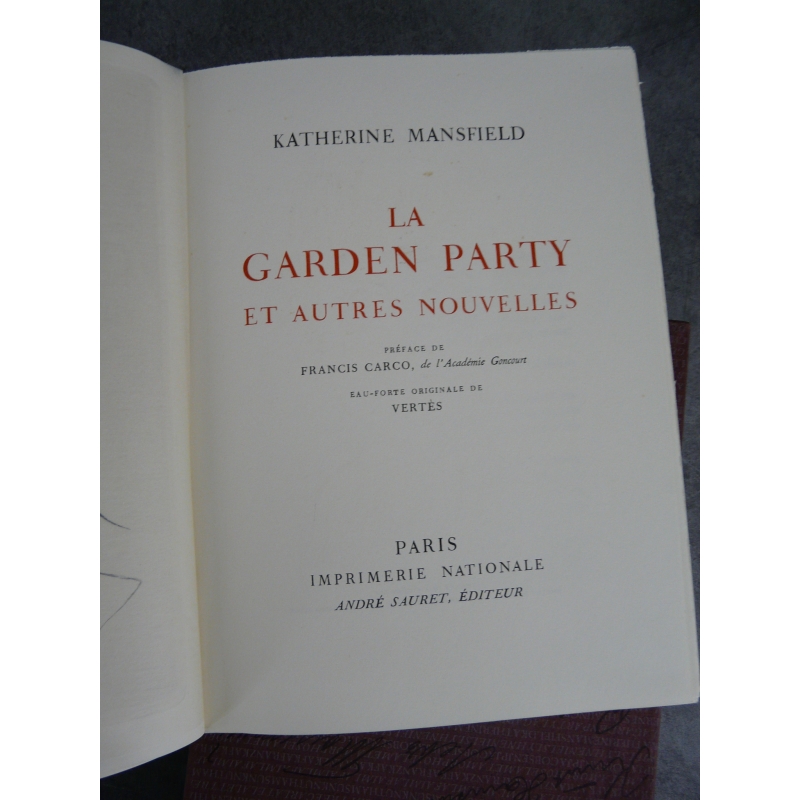 KATHERINE MANSFIELD
LA
GARDEN PARTY
ET AUTRES NOUVELLES
PRÉFACE DE
FRANCIS CARCO, de l'Académie Goncourt
EAU-FORTE ORIGINALE DE
VERTÈS
PARIS
IMPRIMERIE NATIONALE
ANDRÉ SAURET, ÉDITEUR